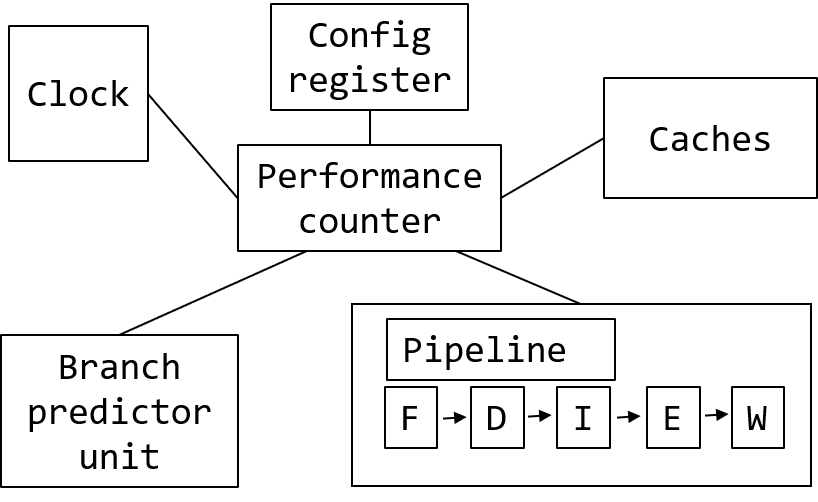 Config
register
Clock
Caches
Performance
counter
Branch
predictor
unit
Pipeline
F D I E W